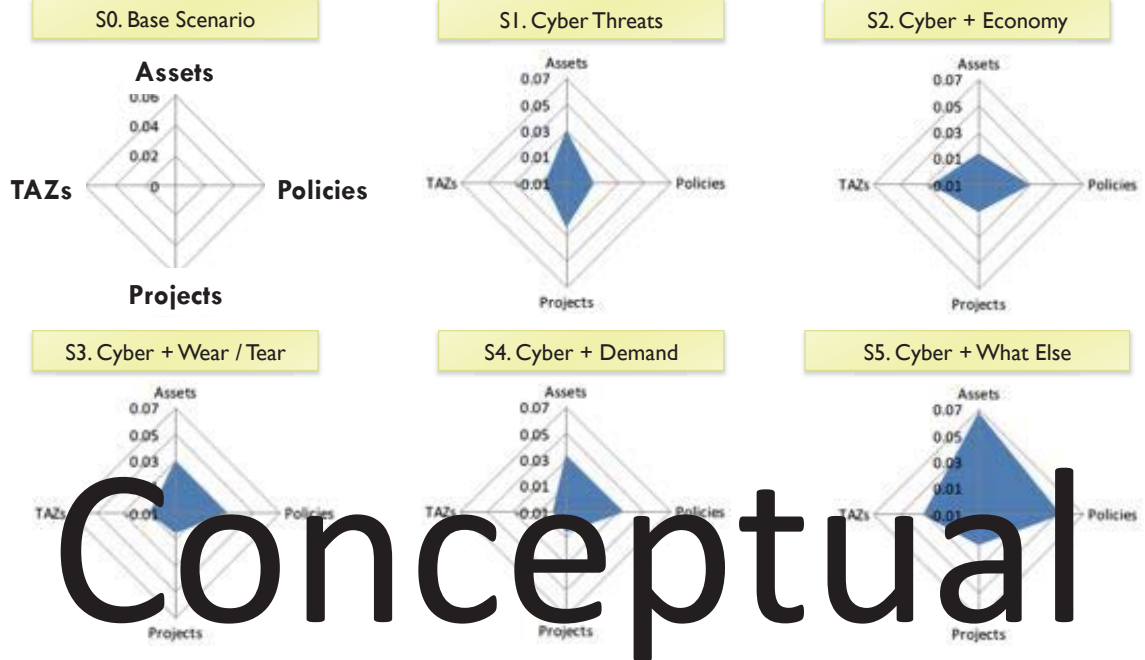 S0. Base Scenario
Assets
0.06
0.04
0.02
0
TAZs
Policies
Projects
S1. Cyber Threats
Assets
0.07
0.05
0.03
0.01
-0.01
TAZs
Policies
Projects
S2. Cyber + Economy
Assets
0.07
0.05
0.03
0.01
-0.01
TAZs
Policies
Projects
S3. Cyber + Wear / Tear
Assets
0.07
0.05
0.03
-0.01
TAZs
Policies
Projects
S4. Cyber + Demand
Assets
0.07
0.05
0.03
0.01
-0.01
TAZs
Policies
Projects
S5. Cyber + What Else
Assets
0.07
0.05
0.03
0.01
-0.01
TAZs
Policies
Projects
Conceptual